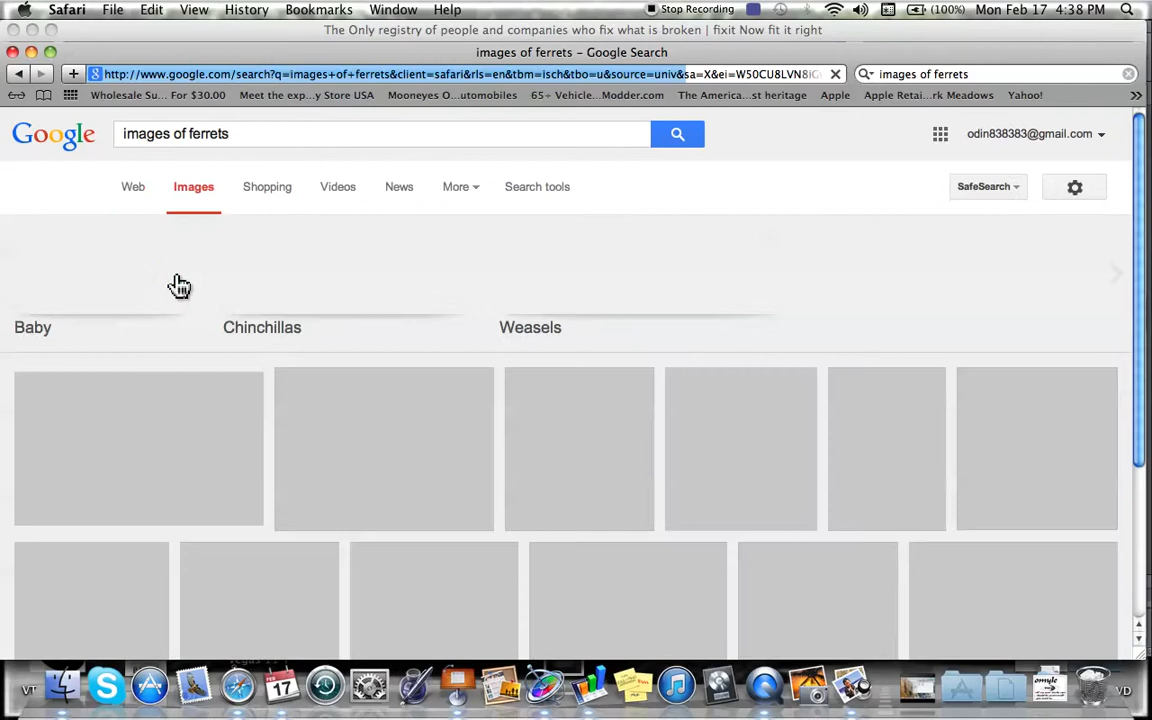 Safari File Edit View History Bookmarks Window Help Stop Recording (100%) Mon Feb 17 4:38 PM
The Only registry of people and companies who fix what is broken | fixit Now fit it right
images of ferrets – Google Search
http://www.google.com/search?q=images+of+ferrets&client=safari&rls=en&tbm=isch&tbo=u&source=univ&sa=X&ei=W50CU8LVN8iG images of ferrets
Wholesale Su... For $30.00 Meet the exp...y Store USA Mooneyes O...utomobiles 65+ Vehicle...Modder.com The America...st heritage Apple Apple Retai...rk Meadows Yahoo!
Google images of ferrets odin838383@gmail.com
Web Images Shopping Videos News More Search tools SafeSearch
Baby Chinchillas Weasels
VT FEB 17 VD